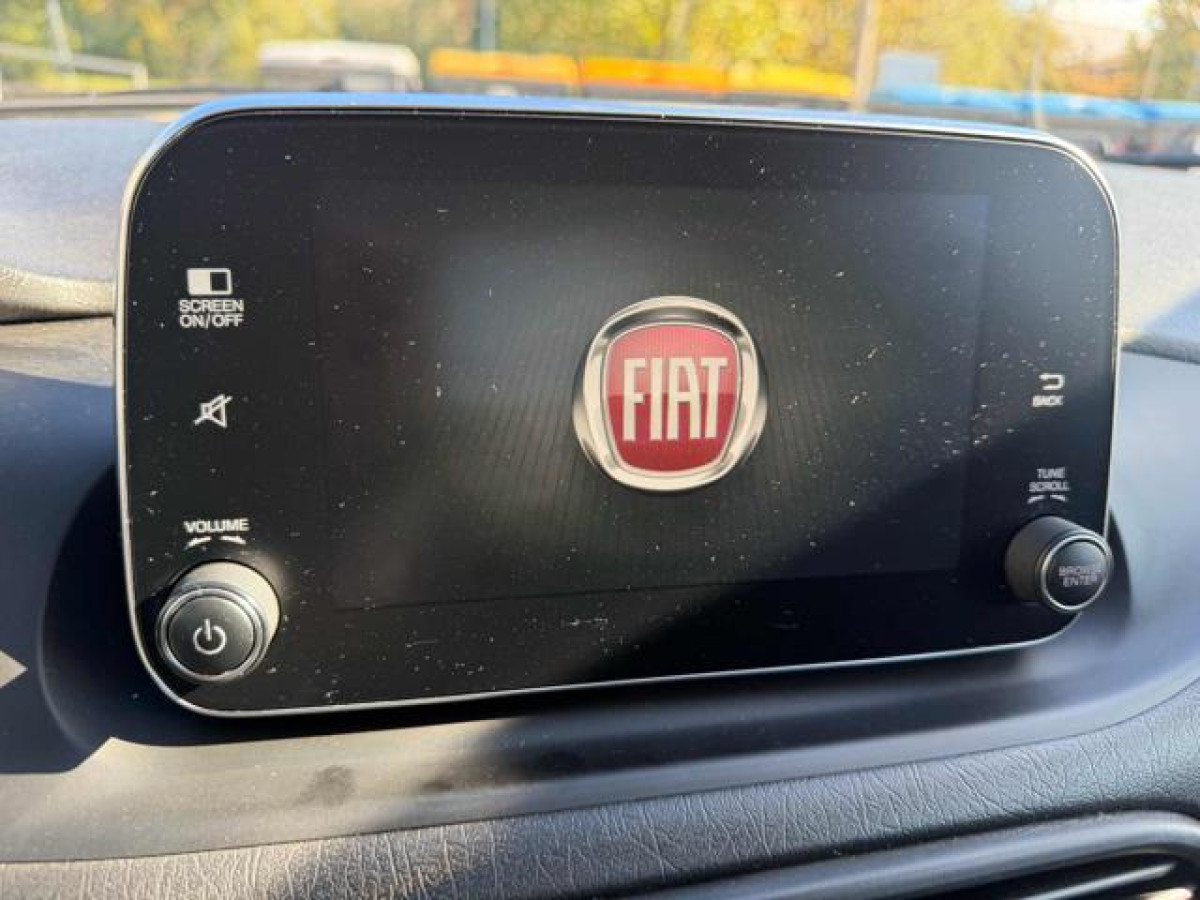 SCREEN
ON/OFF
FIAT
BACK
TUNE
SCROLL
VOLUME
BROWSE
ENTER